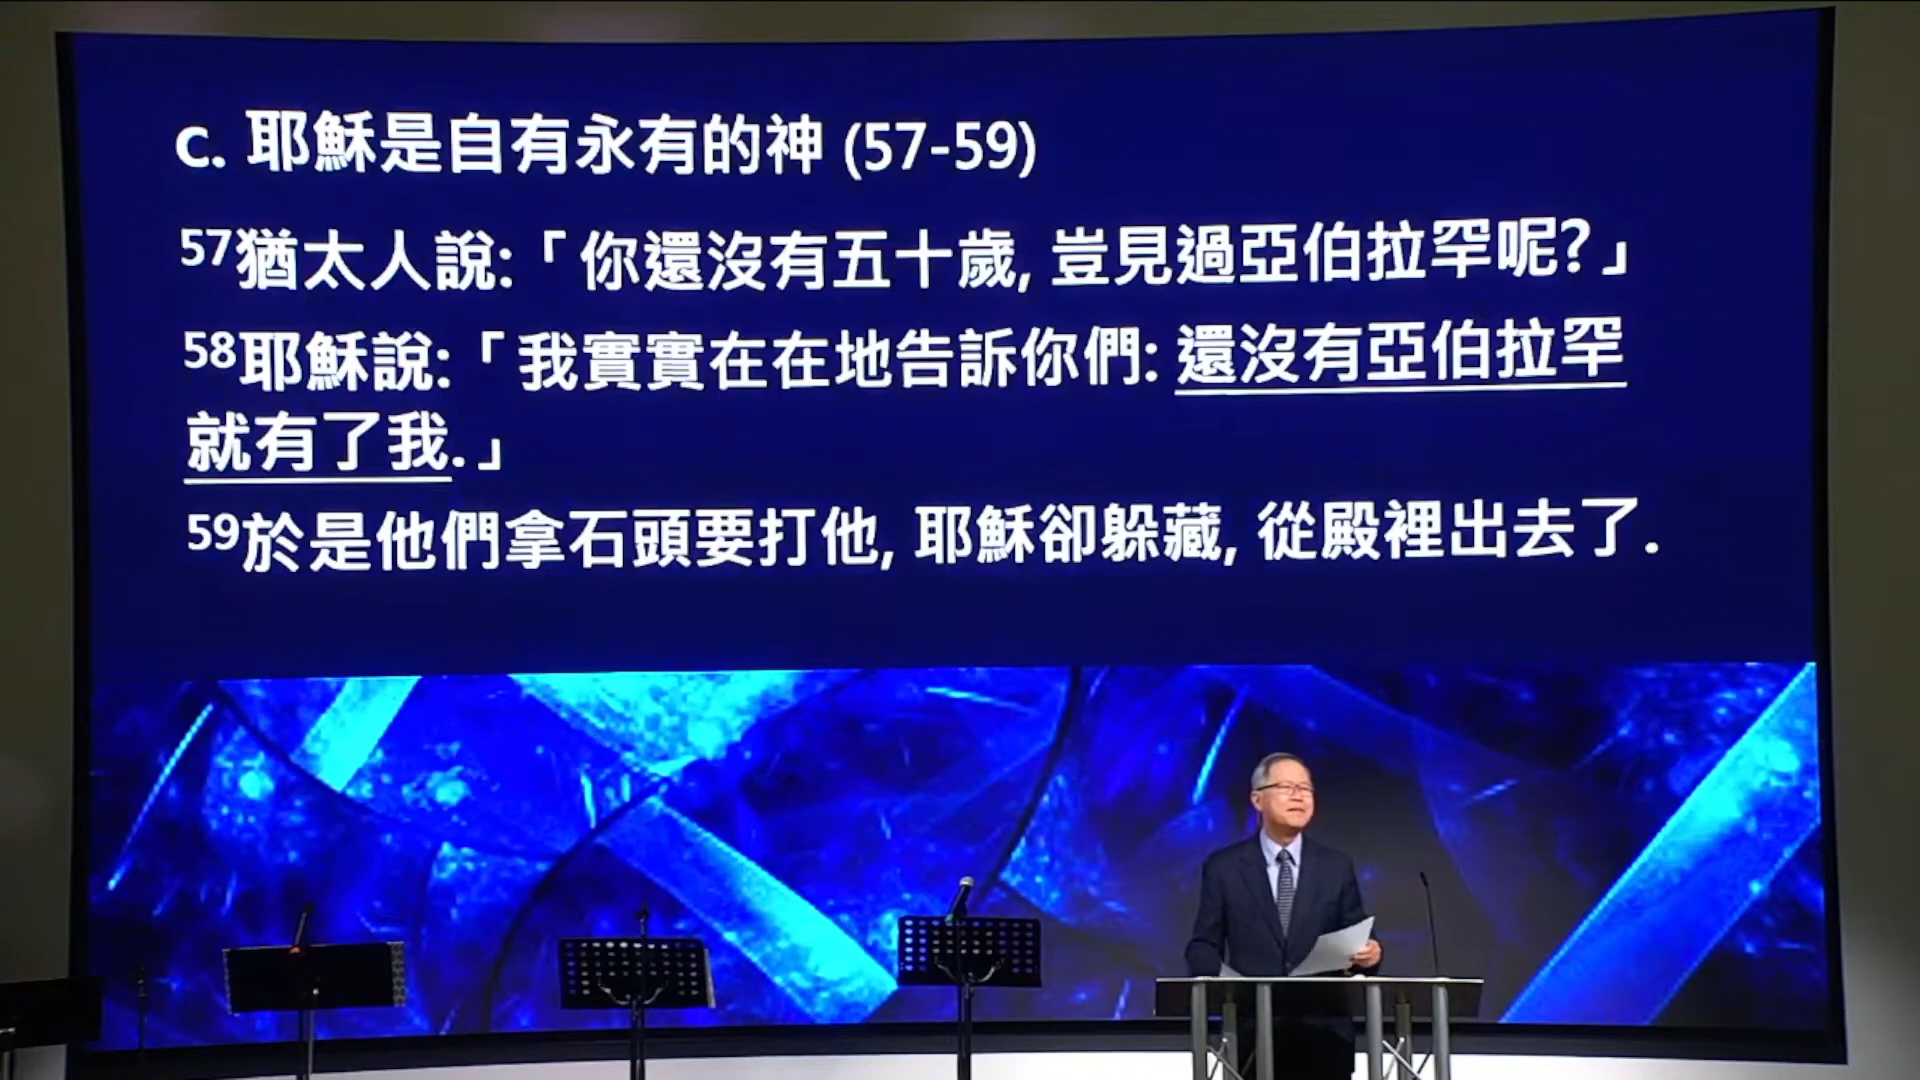 c. 耶穌是自有永有的神 (57-59)
57猶太人說:「你還沒有五十歲, 豈見過亞伯拉罕呢?」
58耶穌說:「我實實在在地告訴你們: 還沒有亞伯拉罕
就有了我.」
59於是他們拿石頭要打他, 耶穌卻躲藏, 從殿裡出去了.